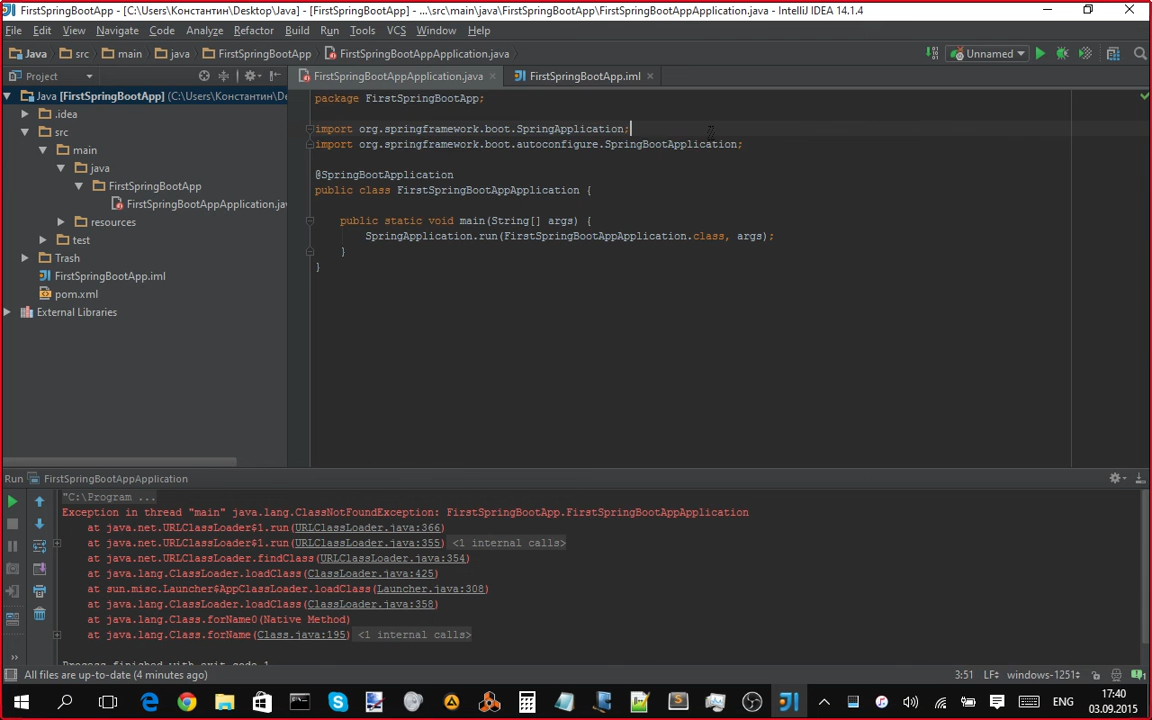 FirstSpringBootApp - [C:\Users\Константин\Desktop\Java] - [FirstSpringBootApp] - ...\src\main\java\FirstSpringBootApp\FirstSpringBootAppApplication.java - IntelliJ IDEA 14.1.4
File Edit View Navigate Code Analyze Refactor Build Run Tools VCS Window Help
Java src main java FirstSpringBootApp FirstSpringBootAppApplication.java Unnamed
Project FirstSpringBootAppApplication.java FirstSpringBootApp.iml
Java [FirstSpringBootApp] (C:\Users\Константин\De
.idea
src
main
java
FirstSpringBootApp
FirstSpringBootAppApplication.jav
resources
test
Trash
FirstSpringBootApp.iml
pom.xml
External Libraries
package FirstSpringBootApp;
import org.springframework.boot.SpringApplication;
import org.springframework.boot.autoconfigure.SpringBootApplication;
@SpringBootApplication
public class FirstSpringBootAppApplication {
public static void main(String[] args) {
SpringApplication.run(FirstSpringBootAppApplication.class, args);
}
}
Run FirstSpringBootAppApplication
"C:\Program ...
Exception in thread "main" java.lang.ClassNotFoundException: FirstSpringBootApp.FirstSpringBootAppApplication
at java.net.URLClassLoader$1.run(URLClassLoader.java:366)
at java.net.URLClassLoader$1.run(URLClassLoader.java:355) <1 internal calls>
at java.net.URLClassLoader.findClass(URLClassLoader.java:354)
at java.lang.ClassLoader.loadClass(ClassLoader.java:425)
at sun.misc.Launcher$AppClassLoader.loadClass(Launcher.java:308)
at java.lang.ClassLoader.loadClass(ClassLoader.java:358)
at java.lang.Class.forName0(Native Method)
at java.lang.Class.forName(Class.java:195) <1 internal calls>
Process finished with exit code 1
All files are up-to-date (4 minutes ago) 3:51 LF windows-1251
ENG 17:40
03.09.2015